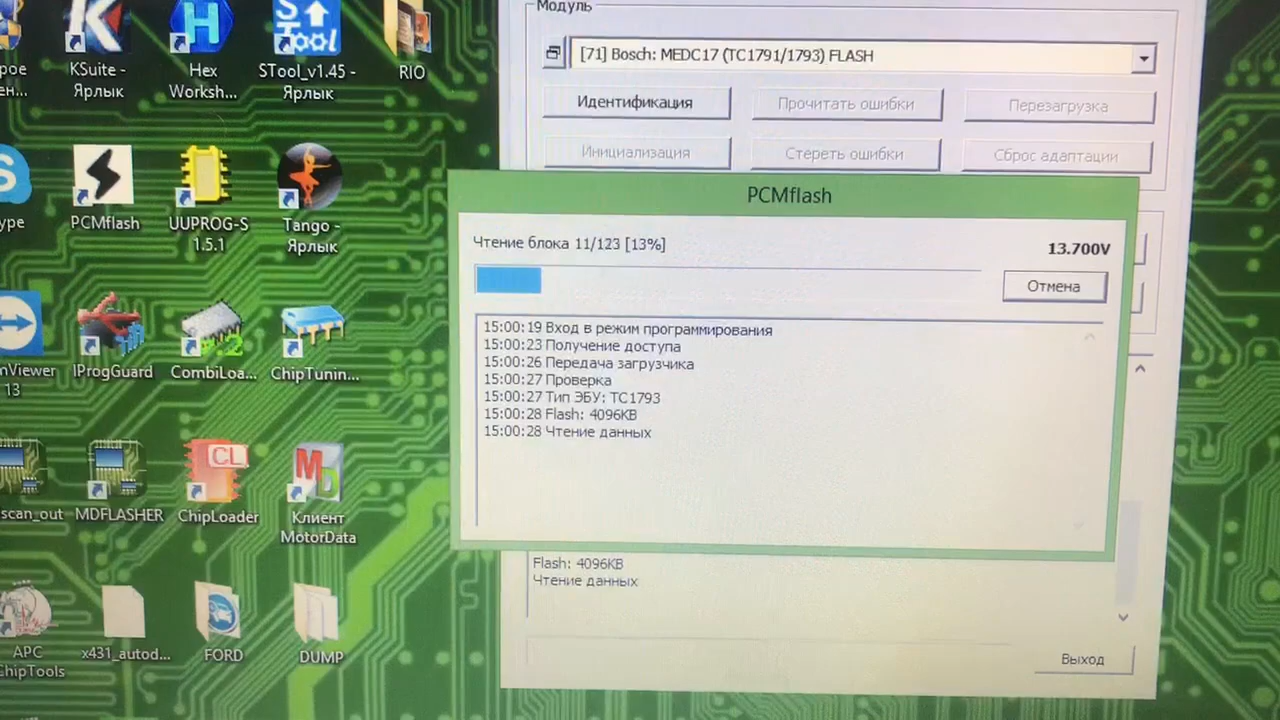 Модуль
[71] Bosch: MEDC17 (TC1791/1793) FLASH
Идентификация
Прочитать ошибки
Перезагрузка
Инициализация
Стереть ошибки
Сброс адаптации
PCMflash
Чтение блока 11/123 [13%]
13.700V
Отмена
15:00:19 Вход в режим программирования
15:00:23 Получение доступа
15:00:26 Передача загрузчика
15:00:27 Проверка
15:00:27 Тип ЭБУ: TC1793
15:00:28 Flash: 4096KB
15:00:28 Чтение данных
Flash: 4096KB
Чтение данных
Выход
KSuite -
Ярлык
Hex
Worksh...
STool_v1.45 -
Ярлык
RIO
PCMflash
UUPROG-S
1.5.1
Tango -
Ярлык
mViewer
13
IProgGuard
CombiLoa...
ChipTunin...
scan_out
MDFLASHER
ChipLoader
CL
MD
Клиент
MotorData
APC
ChipTools
x431_autod...
FORD
DUMP